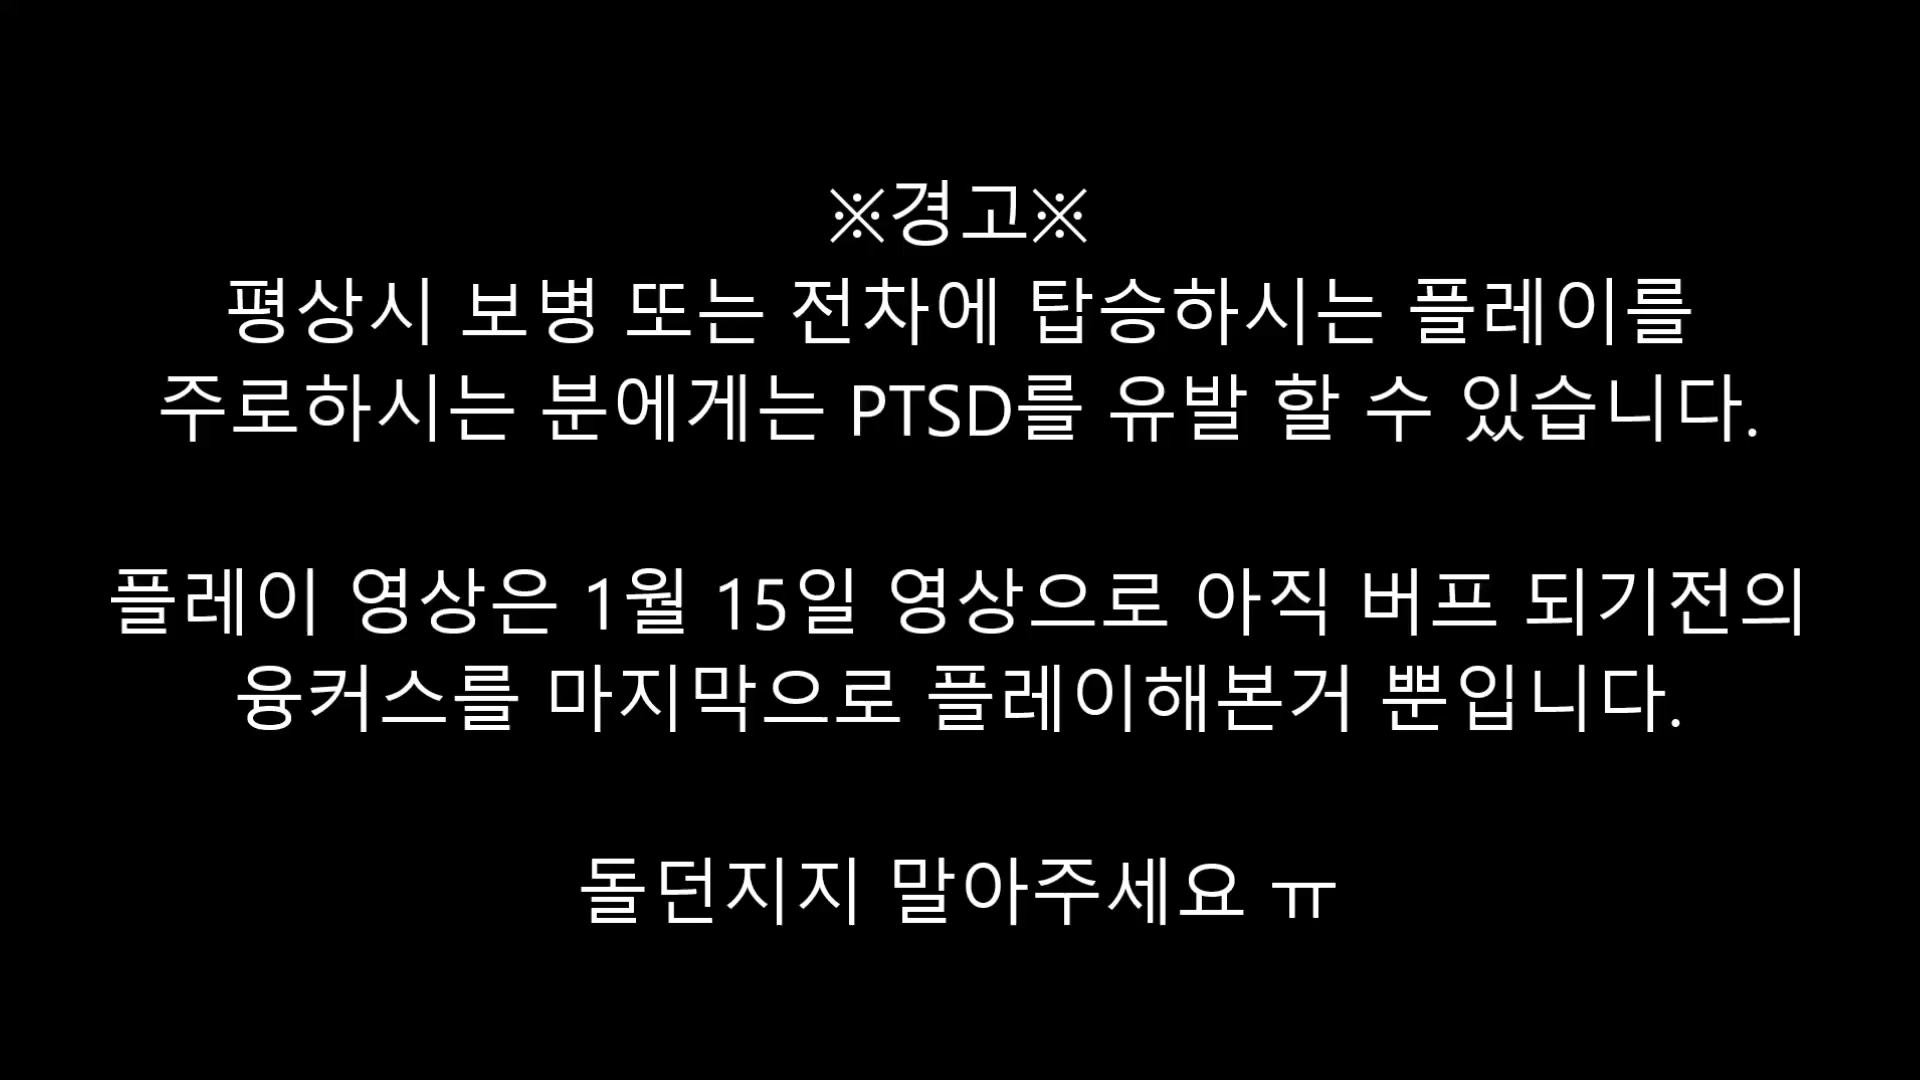 ※경고※
평상시 보병 또는 전차에 탑승하시는 플레이를
주로하시는 분에게는 PTSD를 유발 할 수 있습니다.
플레이 영상은 1월 15일 영상으로 아직 버프 되기전의
융커스를 마지막으로 플레이해본거 뿐입니다.
돌던지지 말아주세요 ㅠ